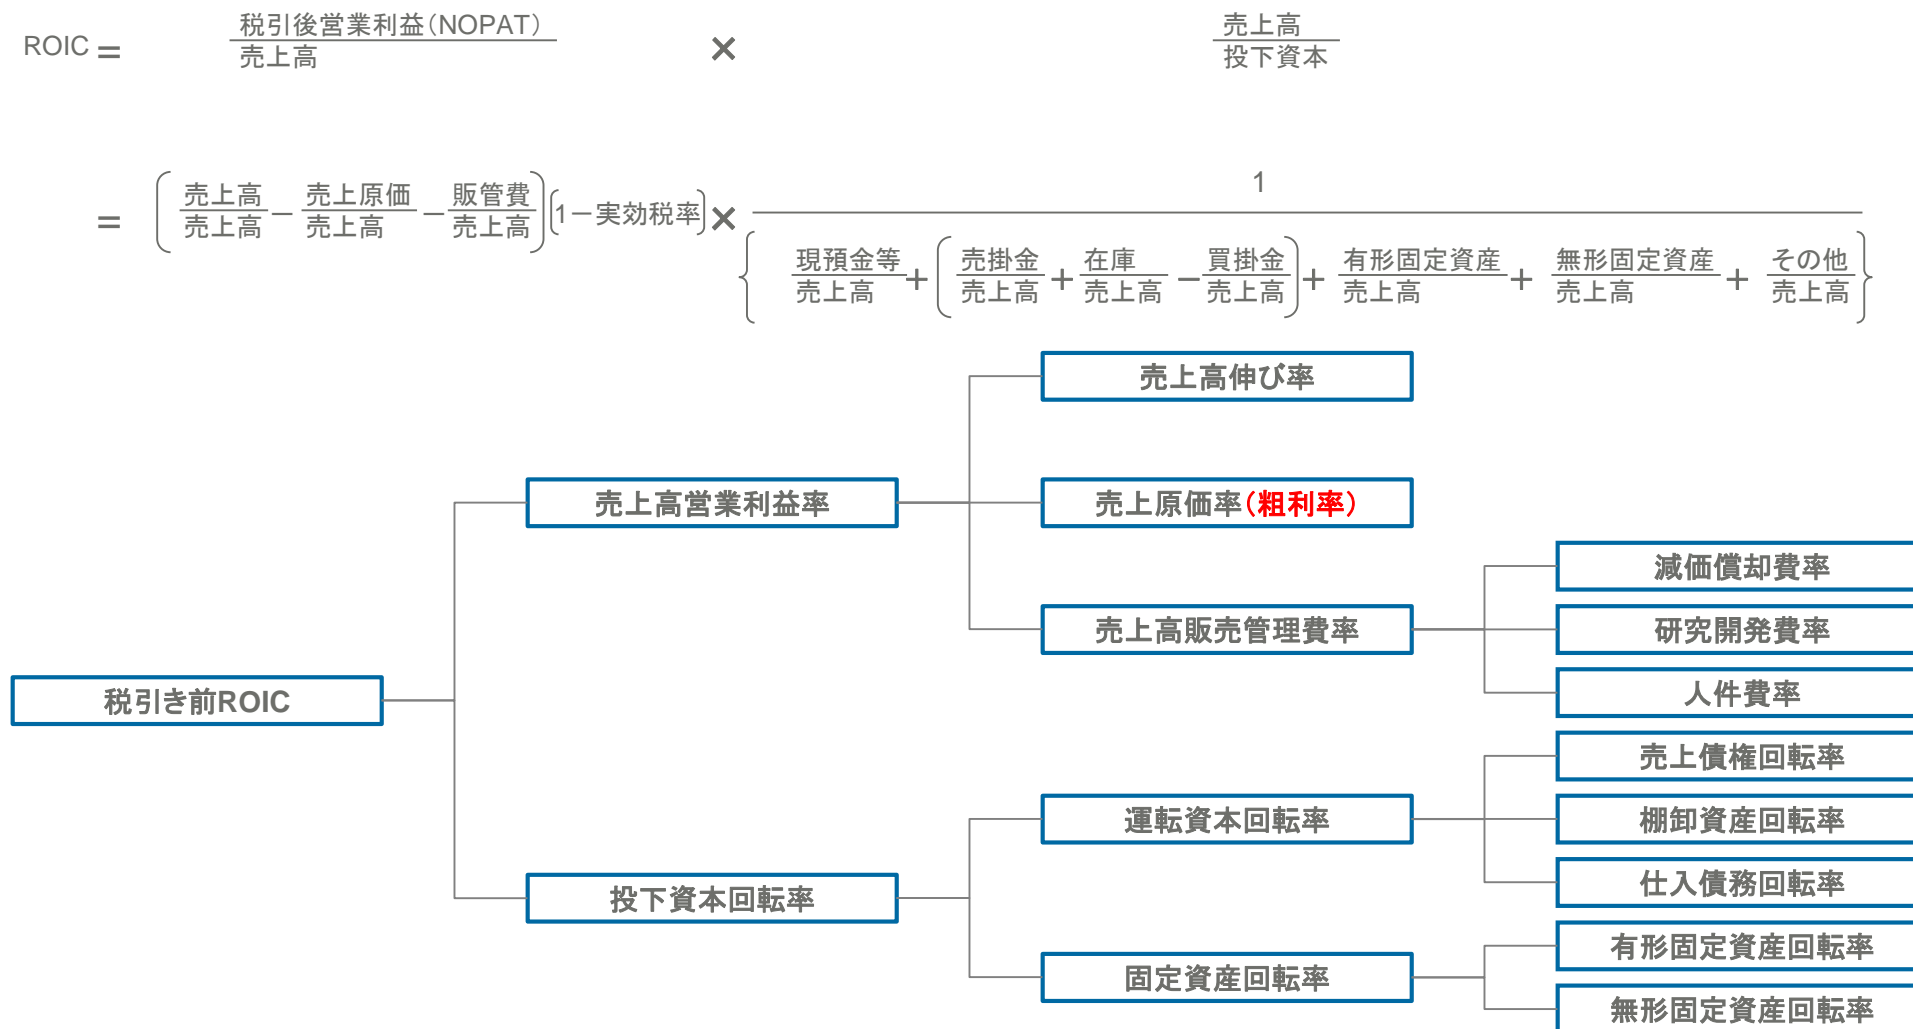 ROIC = 税引後営業利益(NOPAT) / 売上高 × 売上高 / 投下資本
= (売上高 / 売上高 − 売上原価 / 売上高 − 販管費 / 売上高) (1−実効税率) × 1 / {現預金等 / 売上高 + (売掛金 / 売上高 + 在庫 / 売上高 − 買掛金 / 売上高) + 有形固定資産 / 売上高 + 無形固定資産 / 売上高 + その他 / 売上高}
売上高伸び率
売上高営業利益率
売上原価率(粗利率)
減価償却費率
売上高販売管理費率
研究開発費率
人件費率
税引き前ROIC
売上債権回転率
運転資本回転率
棚卸資産回転率
仕入債務回転率
投下資本回転率
有形固定資産回転率
固定資産回転率
無形固定資産回転率